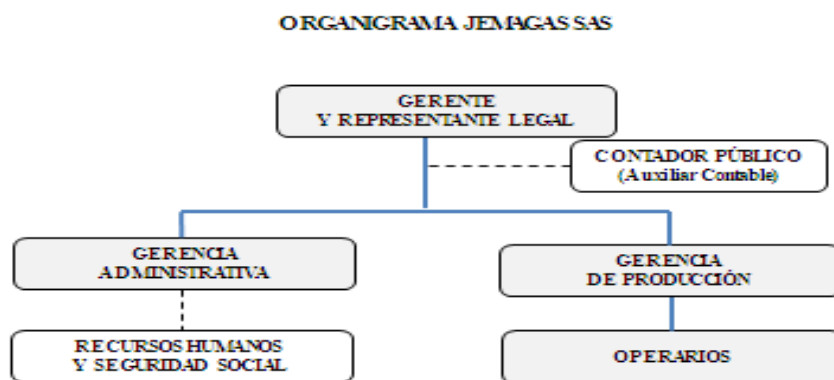 ORGANIGRAMA JEMAGAS SAS
GERENTE
Y REPRESENTANTE LEGAL
CONTADOR PÚBLICO
(Auxiliar Contable)
GERENCIA
ADMINISTRATIVA
GERENCIA
DE PRODUCCIÓN
RECURSOS HUMANOS
Y SEGURIDAD SOCIAL
OPERARIOS